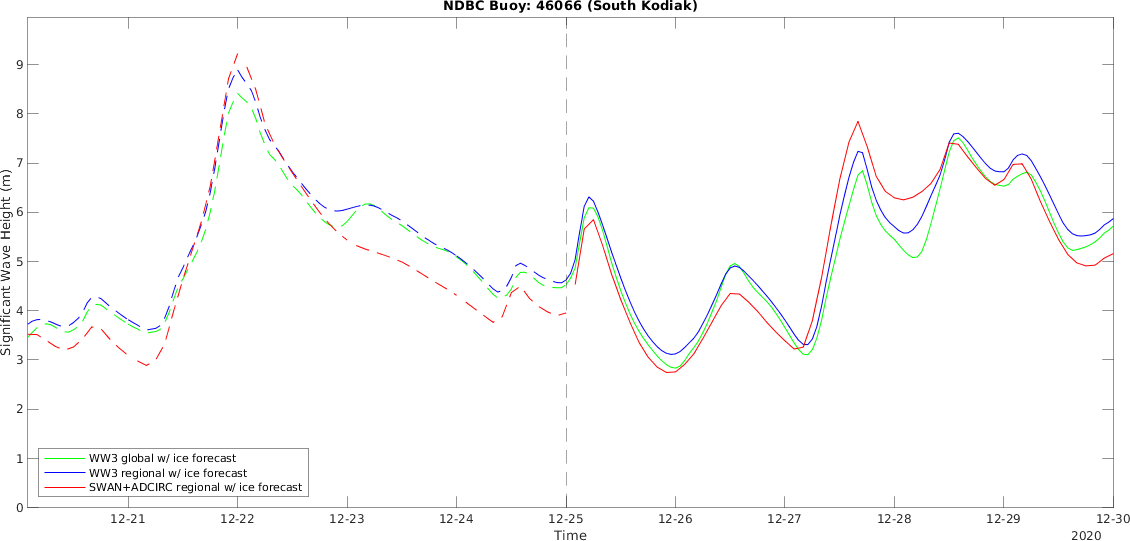 NDBC Buoy: 46066 (South Kodiak)
Significant Wave Height (m)
9
8
7
6
5
4
3
2
1
0
WW3 global w/ ice forecast
WW3 regional w/ ice forecast
SWAN+ADCIRC regional w/ ice forecast
12-21 12-22 12-23 12-24 12-25 12-26 12-27 12-28 12-29 12-30
Time
2020